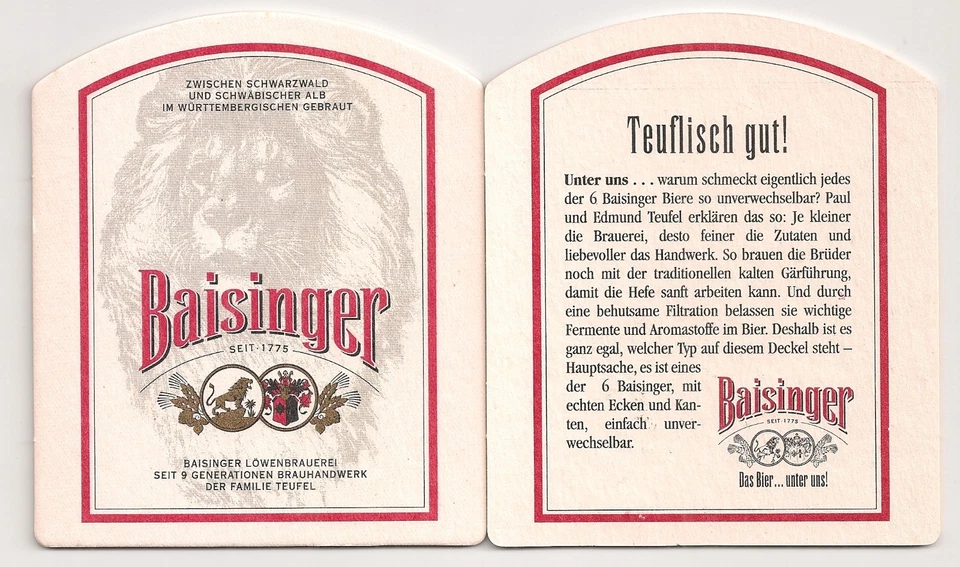 ZWISCHEN SCHWARZWALD
UND SCHWÄBISCHER ALB
IM WÜRTTEMBERGISCHEN GEBRAUT
Baisinger
SEIT · 1775
BAISINGER LÖWENBRAUEREI
SEIT 9 GENERATIONEN BRAUHANDWERK
DER FAMILIE TEUFEL
Teuflisch gut!
Unter uns . . . warum schmeckt eigentlich jedes
der 6 Baisinger Biere so unverwechselbar? Paul
und Edmund Teufel erklären das so: Je kleiner
die Brauerei, desto feiner die Zutaten und
liebevoller das Handwerk. So brauen die Brüder
noch mit der traditionellen kalten Gärführung,
damit die Hefe sanft arbeiten kann. Und durch
eine behutsame Filtration belassen sie wichtige
Fermente und Aromastoffe im Bier. Deshalb ist es
ganz egal, welcher Typ auf diesem Deckel steht –
Hauptsache, es ist eines
der 6 Baisinger, mit
echten Ecken und Kan-
ten, einfach unver-
wechselbar.
Baisinger
SEIT · 1775
Das Bier... unter uns!